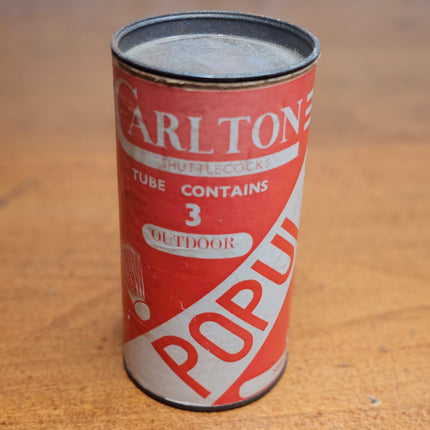 CARLTON
SHUTTLECOCKS
TUBE CONTAINS
3
OUTDOOR
POPUL